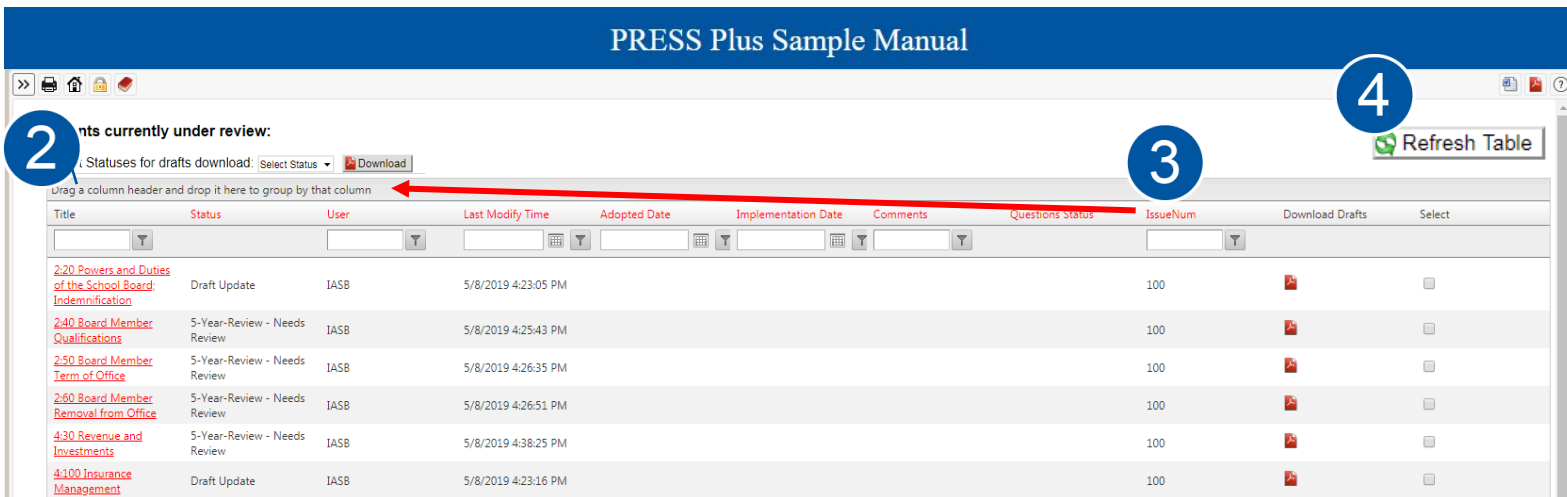 PRESS Plus Sample Manual
4
2
nts currently under review:
Statuses for drafts download: Select Status Download
3
Refresh Table
Drag a column header and drop it here to group by that column
Title Status User Last Modify Time Adopted Date Implementation Date Comments Questions Status IssueNum Download Drafts Select
2:20 Powers and Duties
of the School Board;
Indemnification
Draft Update IASB 5/8/2019 4:23:05 PM 100
2:40 Board Member
Qualifications
5-Year-Review - Needs
Review
IASB 5/8/2019 4:25:43 PM 100
2:50 Board Member
Term of Office
5-Year-Review - Needs
Review
IASB 5/8/2019 4:26:35 PM 100
2:60 Board Member
Removal from Office
5-Year-Review - Needs
Review
IASB 5/8/2019 4:26:51 PM 100
4:30 Revenue and
Investments
5-Year-Review - Needs
Review
IASB 5/8/2019 4:38:25 PM 100
4:100 Insurance
Management
Draft Update IASB 5/8/2019 4:23:16 PM 100